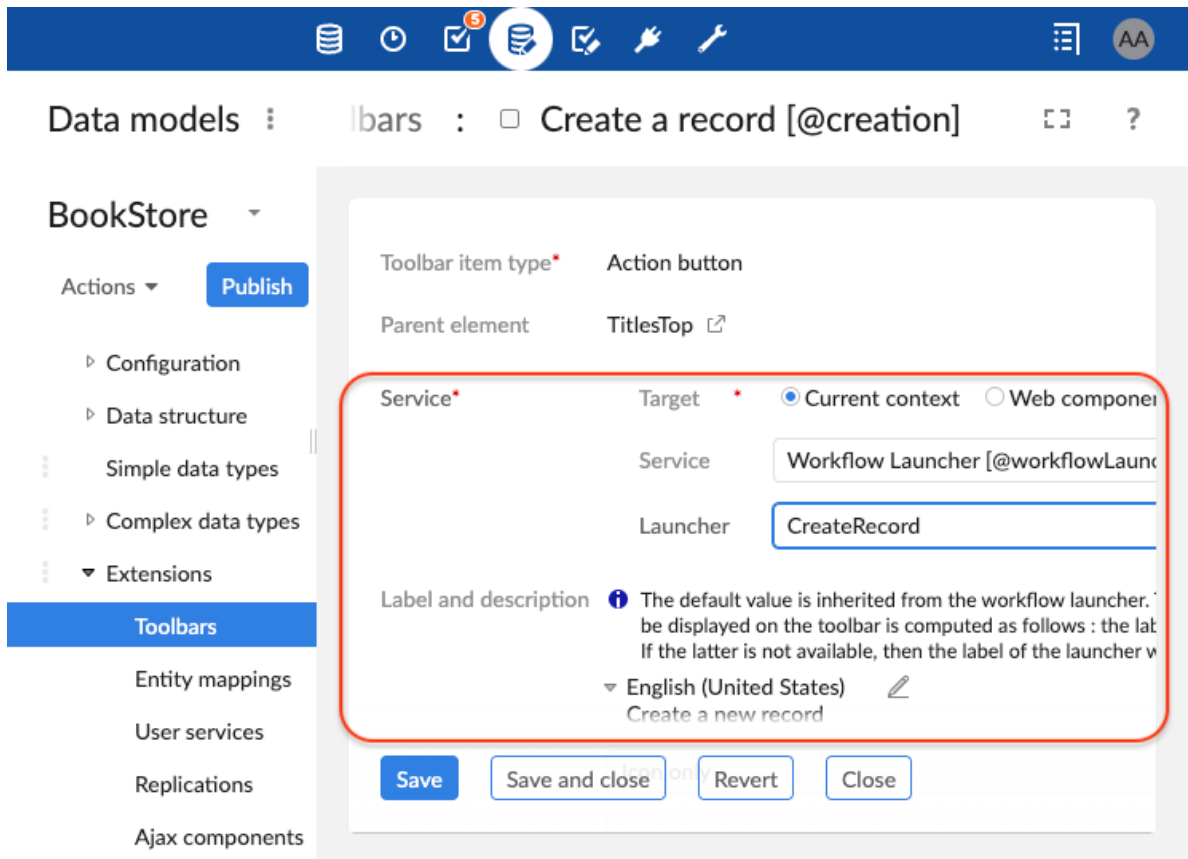 5
AA
Data models
lbars : Create a record [@creation]
?
BookStore
Actions
Publish
Configuration
Data structure
Simple data types
Complex data types
Extensions
Toolbars
Entity mappings
User services
Replications
Ajax components
Toolbar item type* Action button
Parent element TitlesTop
Service* Target * Current context Web componen
Service Workflow Launcher [@workflowLaunc
Launcher CreateRecord
Label and description The default value is inherited from the workflow launcher.
be displayed on the toolbar is computed as follows : the lab
If the latter is not available, then the label of the launcher w
English (United States)
Create a new record
Icon only
Save Save and close Revert Close